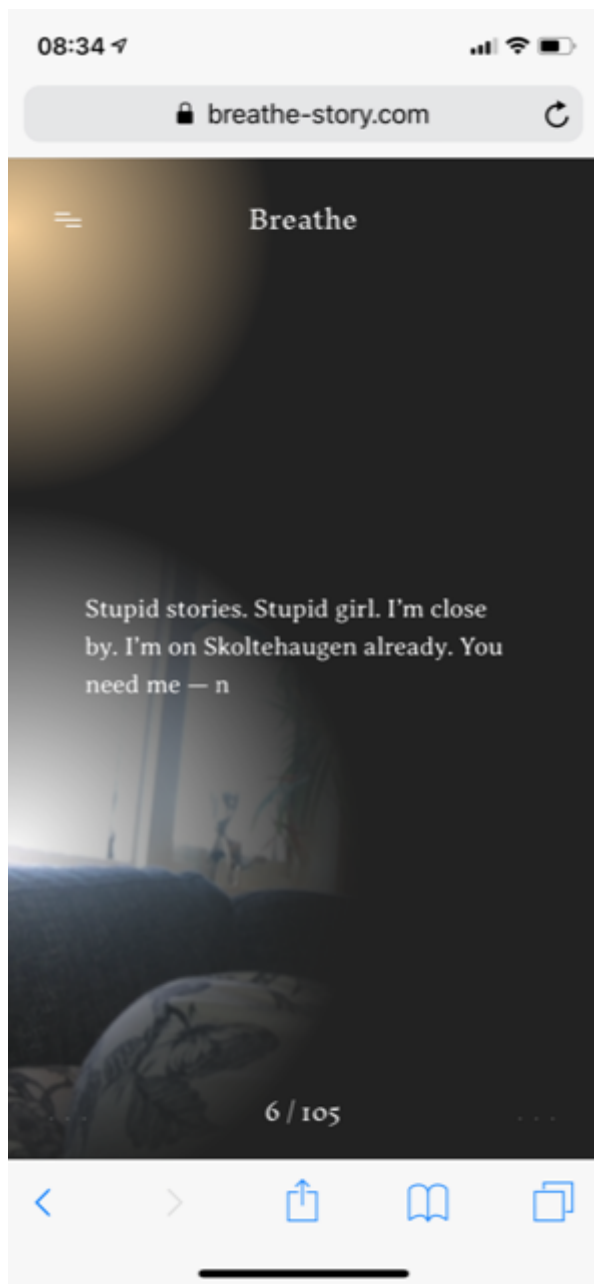 08:34
breathe-story.com
Breathe
Stupid stories. Stupid girl. I’m close
by. I’m on Skoltehaugen already. You
need me — n
6 / 105